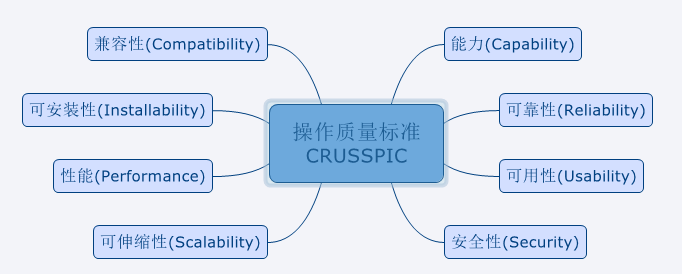 操作质量标准
CRUSSPIC
能力(Capability)
可靠性(Reliability)
可用性(Usability)
安全性(Security)
兼容性(Compatibility)
可安装性(Installability)
性能(Performance)
可伸缩性(Scalability)